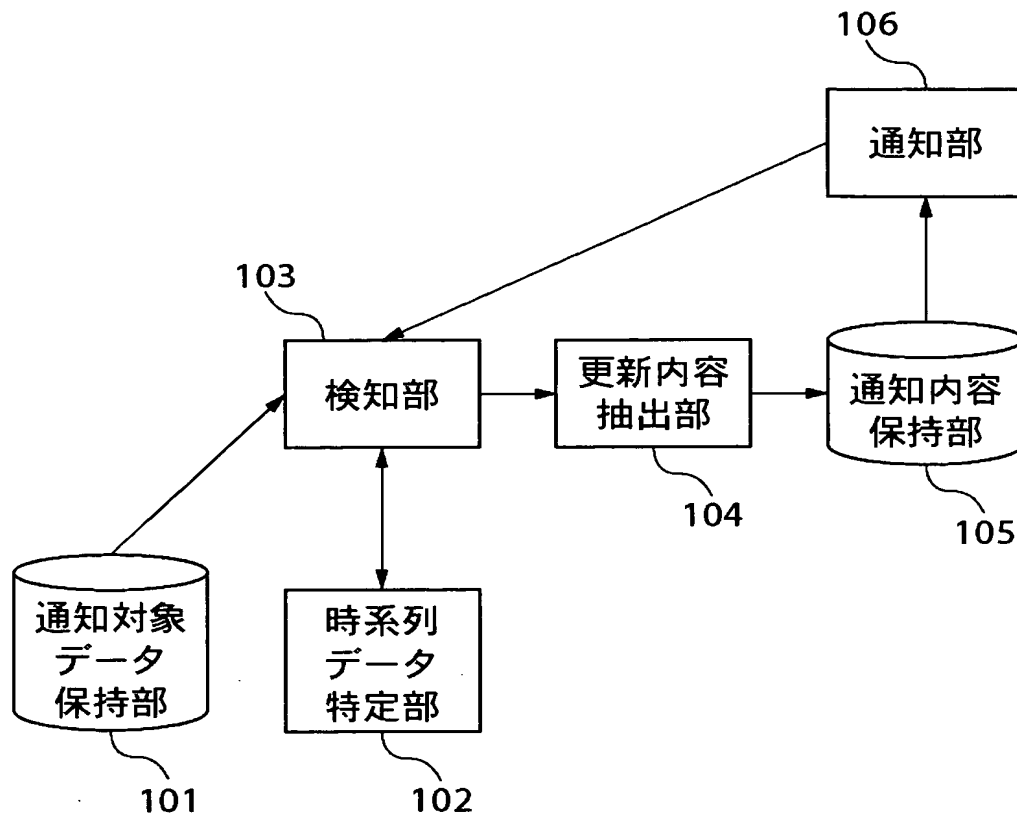 106
通知部
103
検知部
更新内容
抽出部
通知内容
保持部
104
105
通知対象
データ
保持部
時系列
データ
特定部
101
102